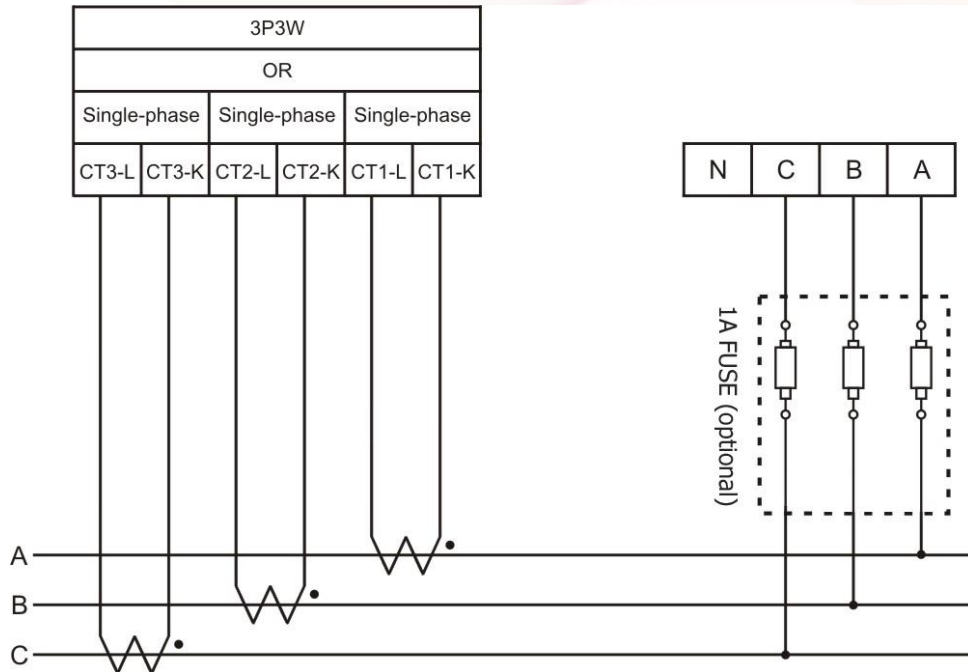 3P3W
OR
Single-phase Single-phase Single-phase
CT3-L CT3-K CT2-L CT2-K CT1-L CT1-K
N C B A
1A FUSE (optional)
A
B
C